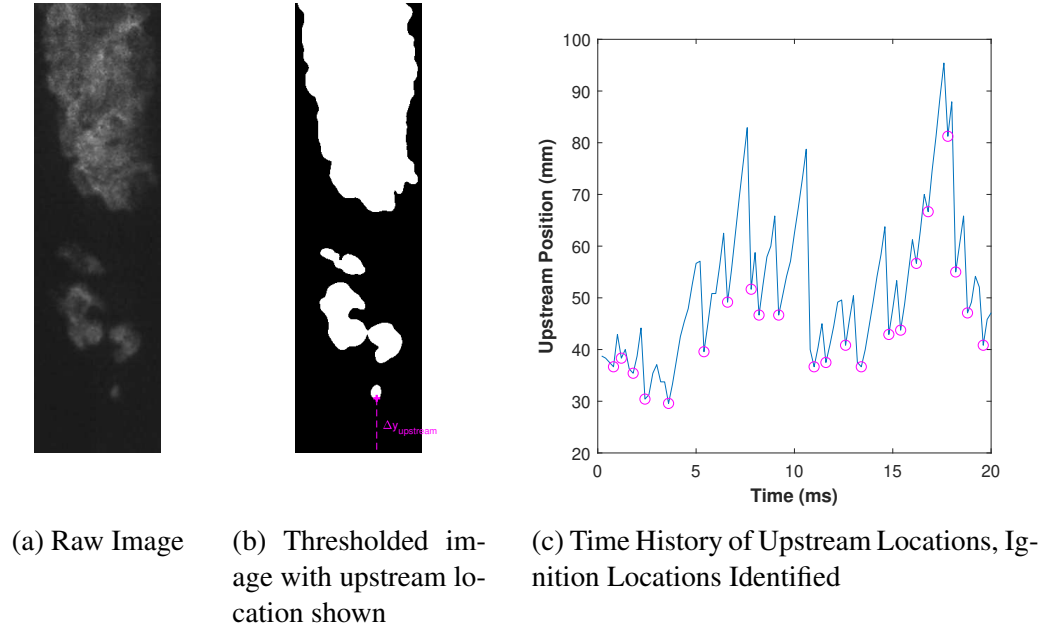 Δy_upstream
100
90
80
70
60
50
40
30
20
Upstream Position (mm)
0 5 10 15 20
Time (ms)
(a) Raw Image
(b) Thresholded im-
age with upstream lo-
cation shown
(c) Time History of Upstream Locations, Ig-
nition Locations Identified